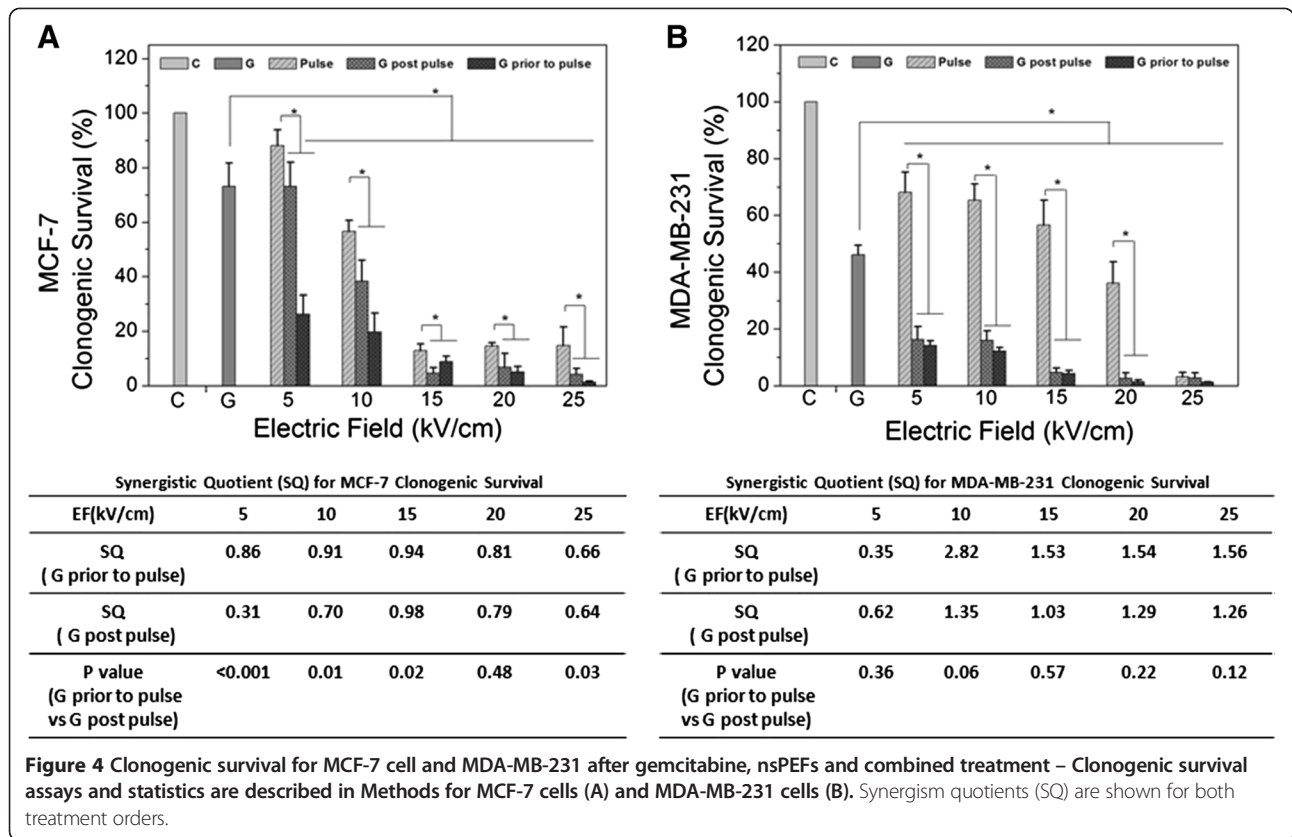 A
120
100
80
60
40
20
0
MCF-7
Clonogenic Survival (%)
C
G
Pulse
G post pulse
G prior to pulse
*
*
*
*
*
*
C
G
5
10
15
20
25
Electric Field (kV/cm)
B
120
100
80
60
40
20
0
MDA-MB-231
Clonogenic Survival (%)
C
G
Pulse
G post pulse
G prior to pulse
*
*
*
*
*
C
G
5
10
15
20
25
Electric Field (kV/cm)
Synergistic Quotient (SQ) for MCF-7 Clonogenic Survival
EF(kV/cm) 5 10 15 20 25
SQ 0.86 0.91 0.94 0.81 0.66
( G prior to pulse)
SQ 0.31 0.70 0.98 0.79 0.64
( G post pulse)
P value <0.001 0.01 0.02 0.48 0.03
(G prior to pulse
vs G post pulse)
Synergistic Quotient (SQ) for MDA-MB-231 Clonogenic Survival
EF(kV/cm) 5 10 15 20 25
SQ 0.35 2.82 1.53 1.54 1.56
( G prior to pulse)
SQ 0.62 1.35 1.03 1.29 1.26
( G post pulse)
P value 0.36 0.06 0.57 0.22 0.12
(G prior to pulse
vs G post pulse)
Figure 4 Clonogenic survival for MCF-7 cell and MDA-MB-231 after gemcitabine, nsPEFs and combined treatment – Clonogenic survival
assays and statistics are described in Methods for MCF-7 cells (A) and MDA-MB-231 cells (B). Synergism quotients (SQ) are shown for both
treatment orders.